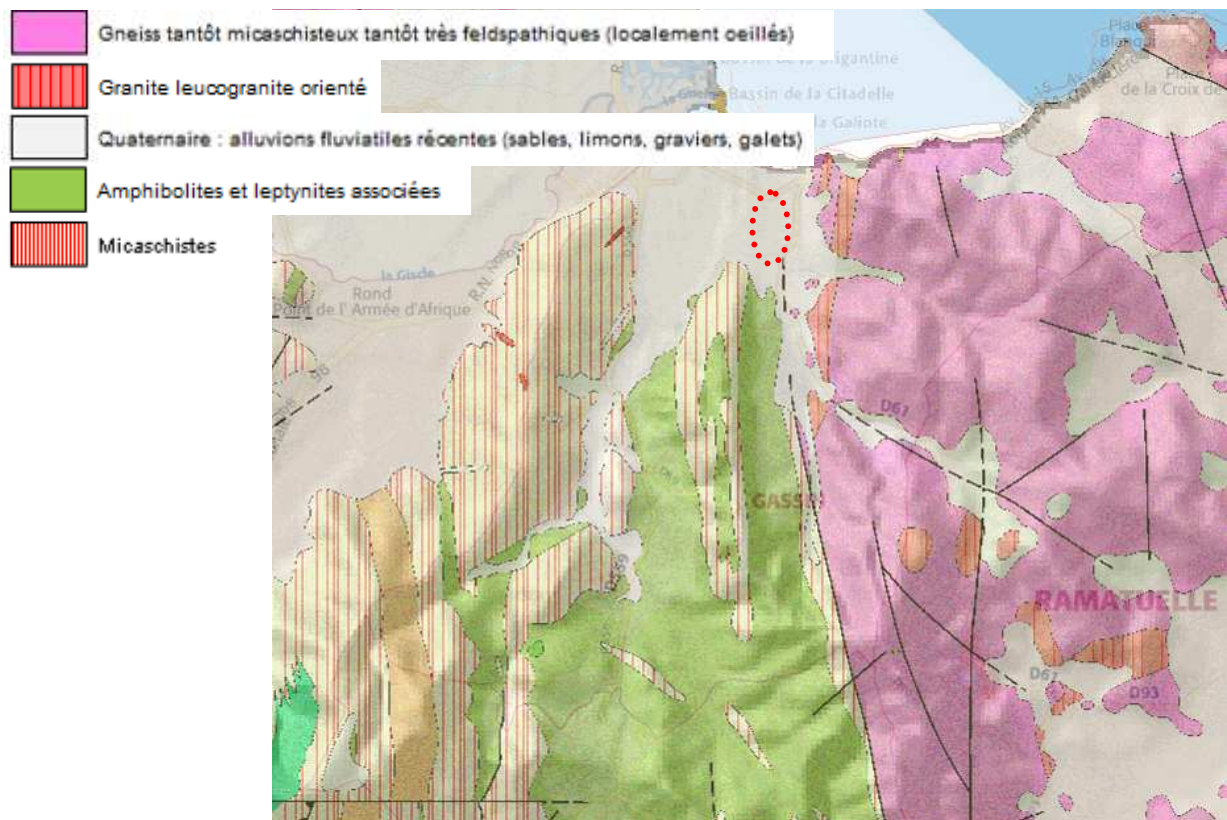 Gneiss tantôt micaschisteux tantôt très feldspathiques (localement oeillés)
Granite leucogranite orienté
Quaternaire : alluvions fluviatiles récentes (sables, limons, graviers, galets)
Amphibolites et leptynites associées
Micaschistes
Bassin de la Citadelle
la Galiote
de la Croix de
la Giscle
Rond
Point de l'Armée d'Afrique
R.N.
98
D61
GASS
RAMATUELLE
D61
D93